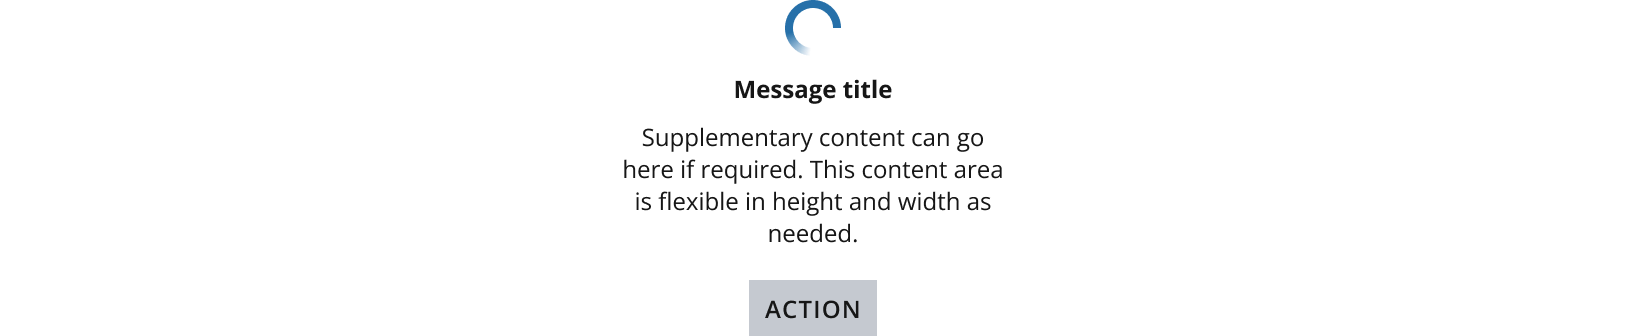 Message title
Supplementary content can go
here if required. This content area
is flexible in height and width as
needed.
ACTION